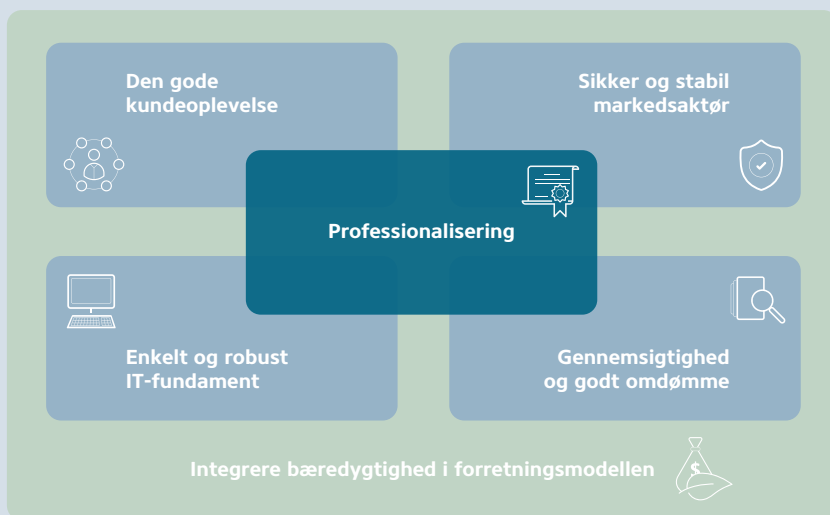 Den gode
kundeoplevelse
Sikker og stabil
markedsaktør
Professionalisering
Enkelt og robust
IT-fundament
Gennemsigtighed
og godt omdømme
Integrere bæredygtighed i forretningsmodellen
$